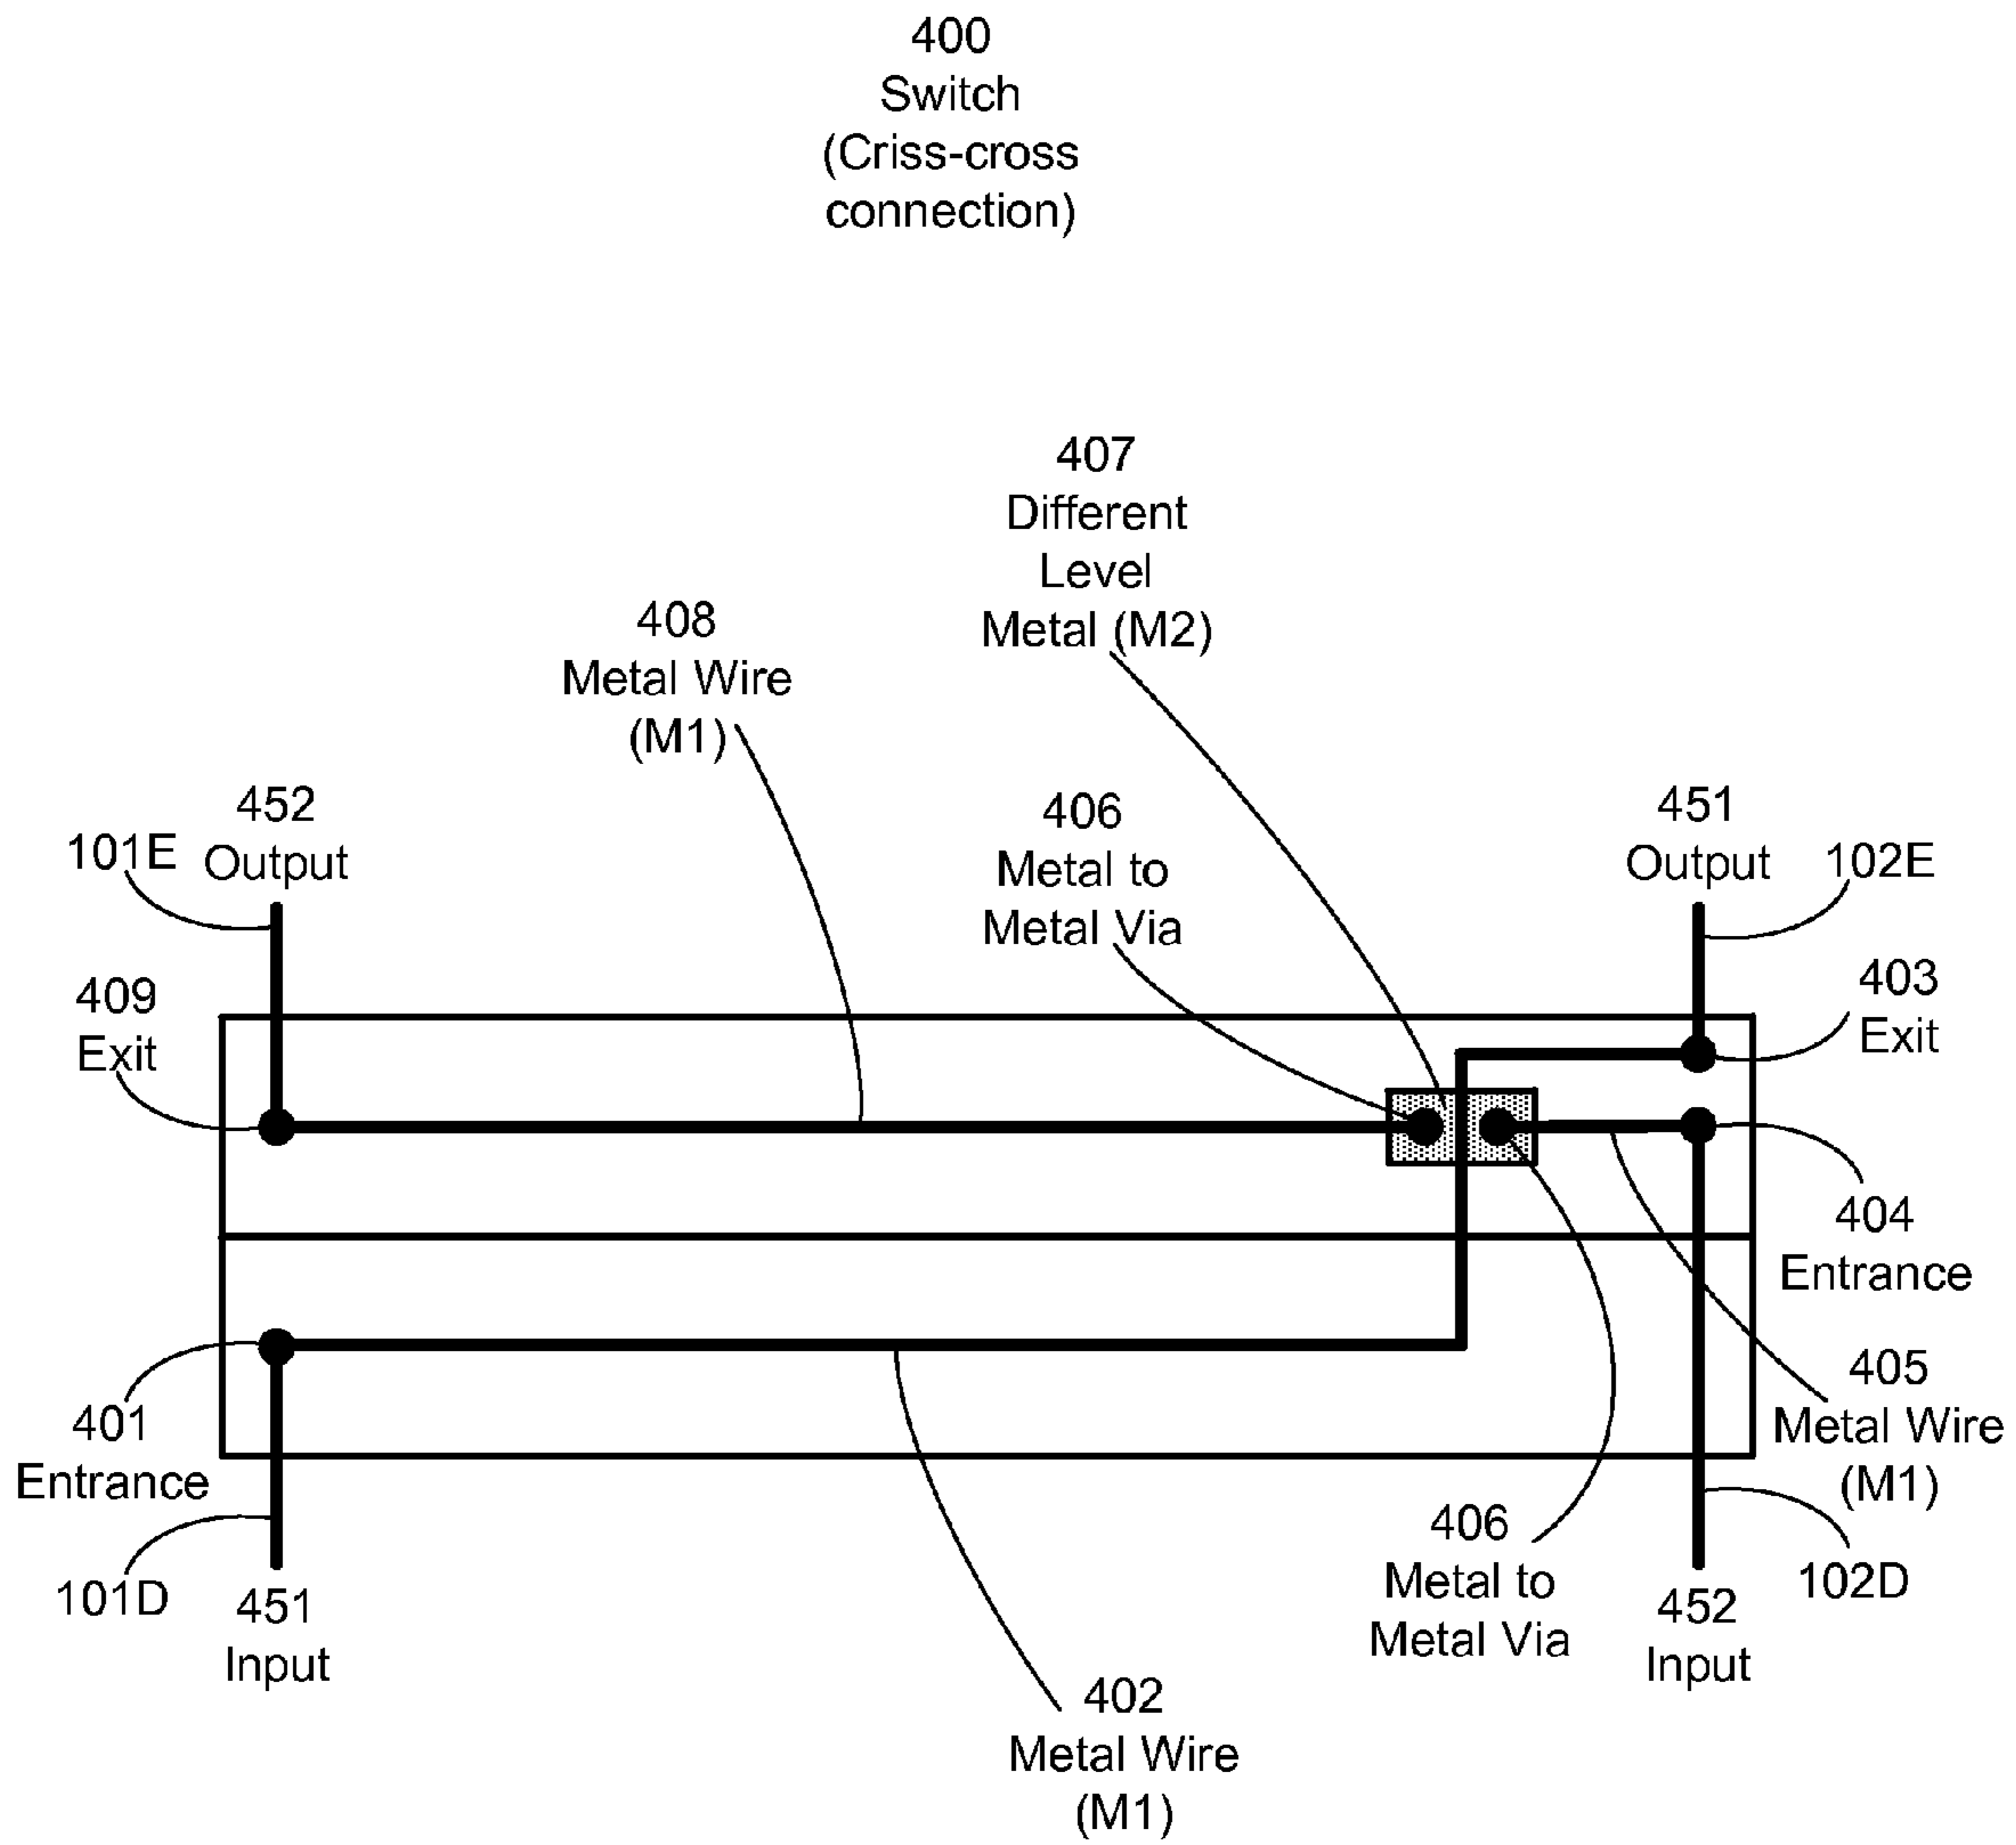 400
Switch
(Criss-cross
connection)
407
Different
Level
Metal (M2)
408
Metal Wire
(M1)
406
Metal to
Metal Via
452
Output
101E
451
Output
102E
409
Exit
403
Exit
404
Entrance
401
Entrance
405
Metal Wire
(M1)
101D
451
Input
406
Metal to
Metal Via
102D
452
Input
402
Metal Wire
(M1)